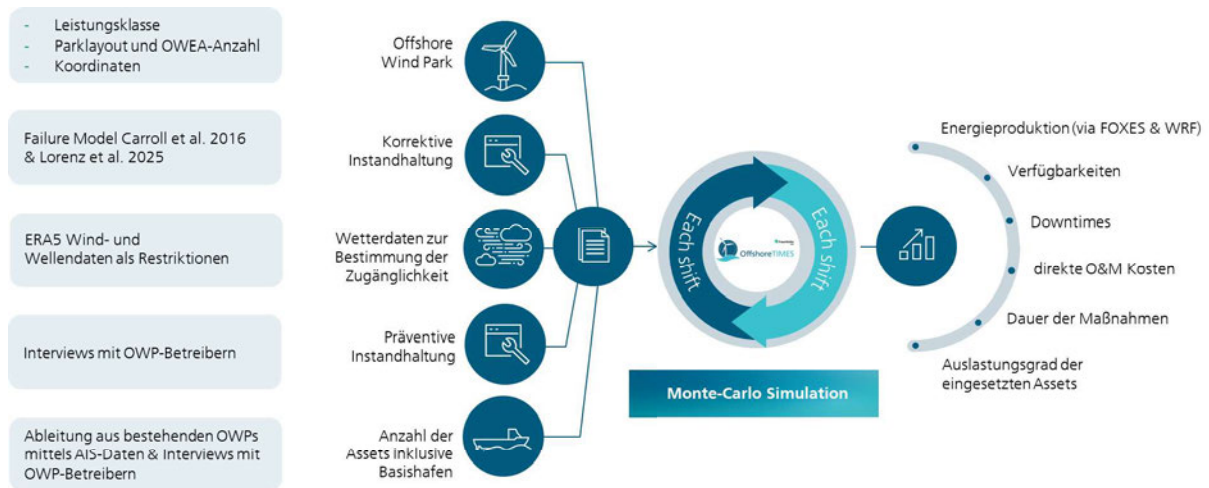 - Leistungsklasse
- Parklayout und OWEA-Anzahl
- Koordinaten
Failure Model Carroll et al. 2016
& Lorenz et al. 2025
ERA5 Wind- und
Wellendaten als Restriktionen
Interviews mit OWP-Betreibern
Ableitung aus bestehenden OWPs
mittels AIS-Daten & Interviews mit
OWP-Betreibern
Offshore
Wind Park
Korrektive
Instandhaltung
Wetterdaten zur
Bestimmung der
Zugänglichkeit
Präventive
Instandhaltung
Anzahl der
Assets inklusive
Basishafen
Each shift
Each shift
OffshoreTIMES
Monte-Carlo Simulation
Energieproduktion (via FOXES & WRF)
Verfügbarkeiten
Downtimes
direkte O&M Kosten
Dauer der Maßnahmen
Auslastungsgrad der
eingesetzten Assets